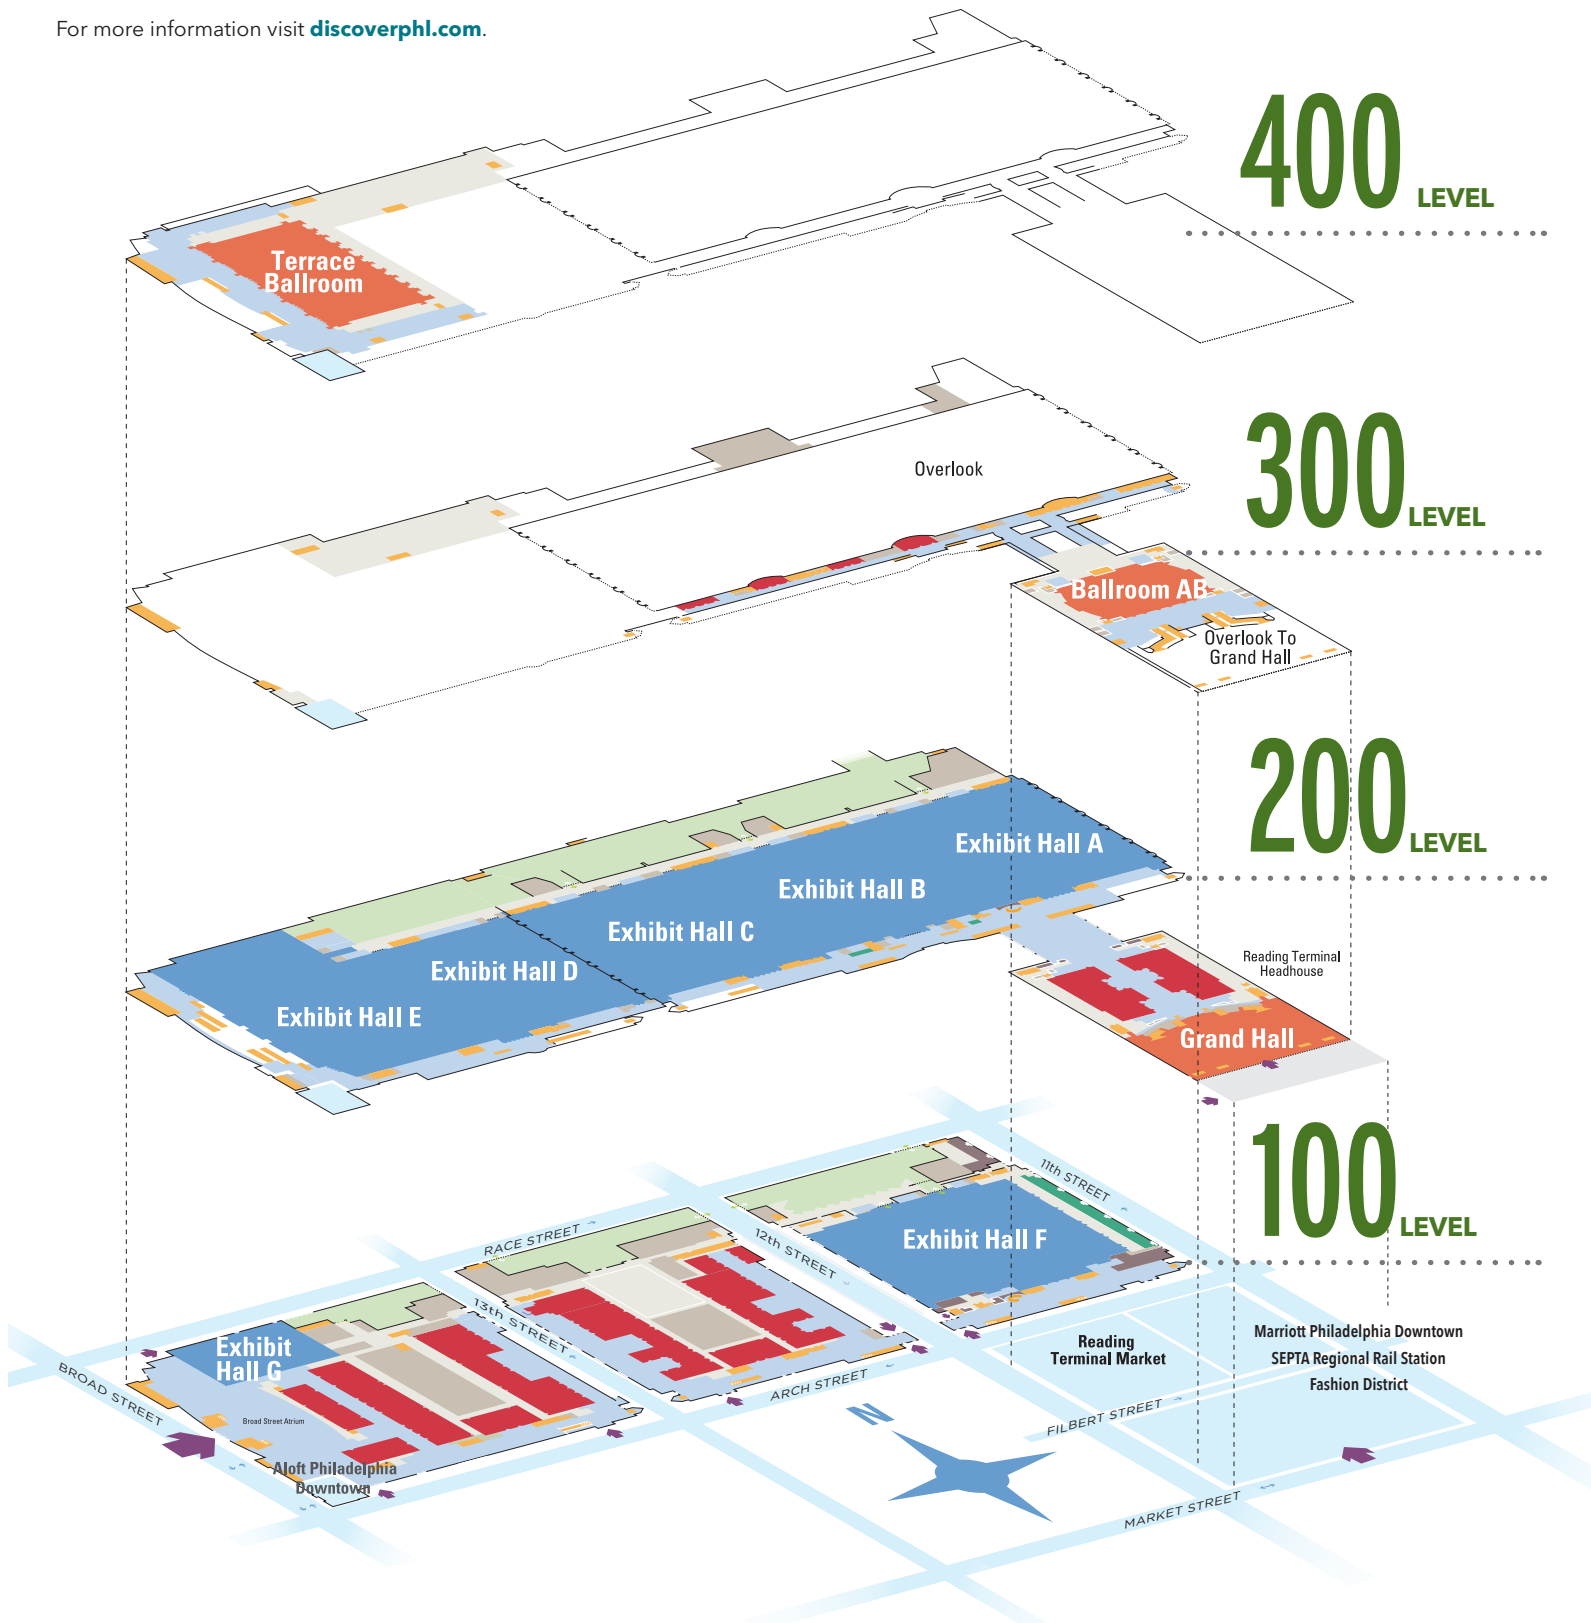 For more information visit discoverphl.com.
400 LEVEL
Terrace
Ballroom
300 LEVEL
Overlook
Ballroom AB
Overlook To
Grand Hall
200 LEVEL
Exhibit Hall A
Exhibit Hall B
Exhibit Hall C
Exhibit Hall D
Exhibit Hall E
Reading Terminal
Headhouse
Grand Hall
100 LEVEL
11th STREET
RACE STREET
12th STREET
Exhibit Hall F
13th STREET
Exhibit
Hall G
Reading
Terminal Market
Marriott Philadelphia Downtown
SEPTA Regional Rail Station
Fashion District
BROAD STREET
ARCH STREET
Broad Street Atrium
N
FILBERT STREET
Aloft Philadelphia
Downtown
MARKET STREET